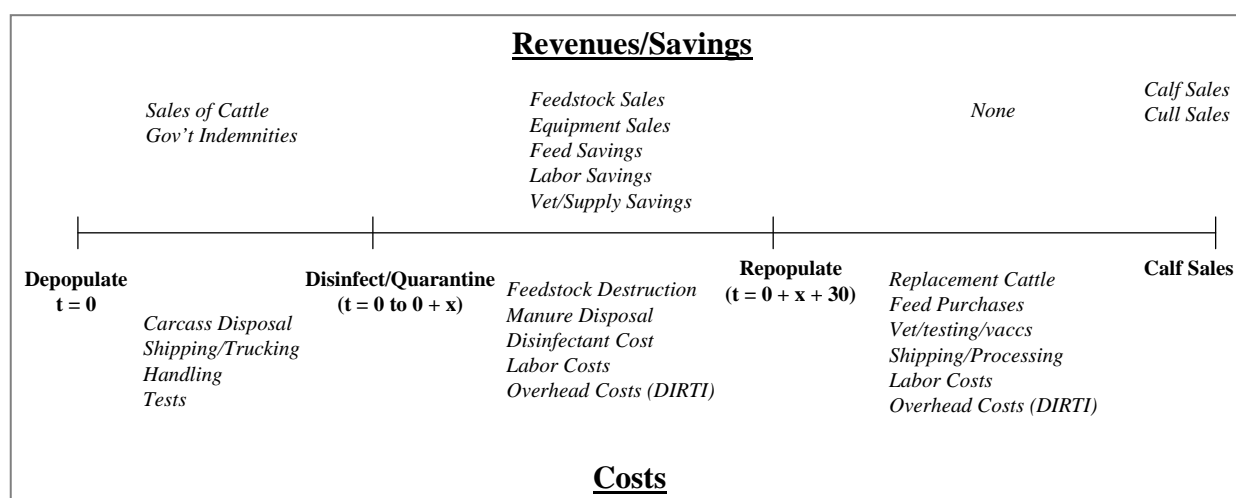 Revenues/Savings
Sales of Cattle
Gov’t Indemnities
Feedstock Sales
Equipment Sales
Feed Savings
Labor Savings
Vet/Supply Savings
None
Calf Sales
Cull Sales
Depopulate
t = 0
Disinfect/Quarantine
(t = 0 to 0 + x)
Repopulate
(t = 0 + x + 30)
Calf Sales
Carcass Disposal
Shipping/Trucking
Handling
Tests
Feedstock Destruction
Manure Disposal
Disinfectant Cost
Labor Costs
Overhead Costs (DIRTI)
Replacement Cattle
Feed Purchases
Vet/testing/vaccs
Shipping/Processing
Labor Costs
Overhead Costs (DIRTI)
Costs